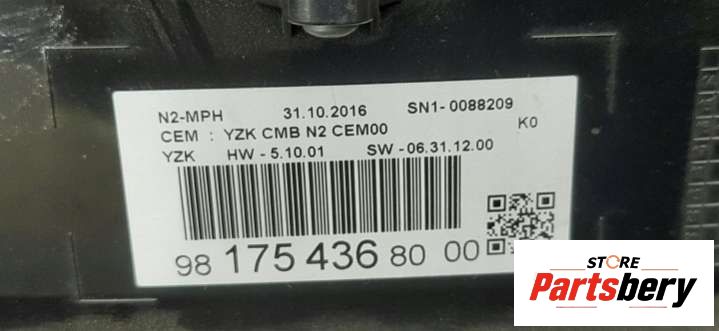 N2-MPH 31.10.2016 SN1- 0088209
CEM : YZK CMB N2 CEM00 K0
YZK HW - 5.10.01 SW - 06.31.12.00
98 175 436 80 00
STORE
Partsbery